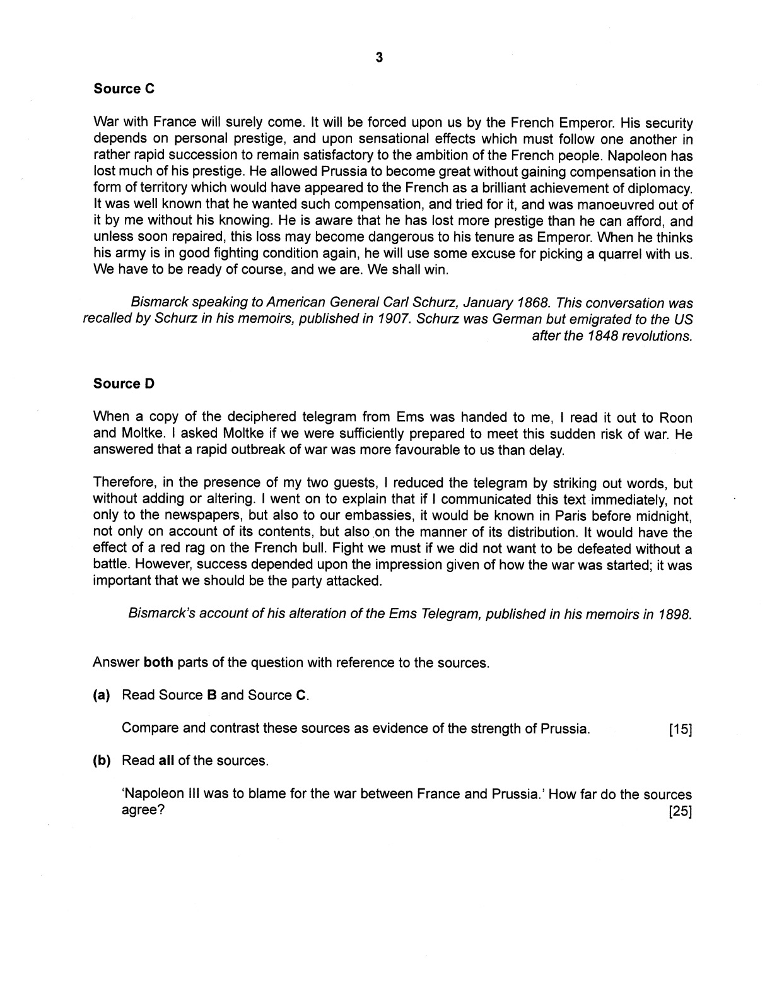 3
Source C
War with France will surely come. It will be forced upon us by the French Emperor. His security
depends on personal prestige, and upon sensational effects which must follow one another in
rather rapid succession to remain satisfactory to the ambition of the French people. Napoleon has
lost much of his prestige. He allowed Prussia to become great without gaining compensation in the
form of territory which would have appeared to the French as a brilliant achievement of diplomacy.
It was well known that he wanted such compensation, and tried for it, and was manoeuvred out of
it by me without his knowing. He is aware that he has lost more prestige than he can afford, and
unless soon repaired, this loss may become dangerous to his tenure as Emperor. When he thinks
his army is in good fighting condition again, he will use some excuse for picking a quarrel with us.
We have to be ready of course, and we are. We shall win.
Bismarck speaking to American General Carl Schurz, January 1868. This conversation was
recalled by Schurz in his memoirs, published in 1907. Schurz was German but emigrated to the US
after the 1848 revolutions.
Source D
When a copy of the deciphered telegram from Ems was handed to me, I read it out to Roon
and Moltke. I asked Moltke if we were sufficiently prepared to meet this sudden risk of war. He
answered that a rapid outbreak of war was more favourable to us than delay.
Therefore, in the presence of my two guests, I reduced the telegram by striking out words, but
without adding or altering. I went on to explain that if I communicated this text immediately, not
only to the newspapers, but also to our embassies, it would be known in Paris before midnight,
not only on account of its contents, but also on the manner of its distribution. It would have the
effect of a red rag on the French bull. Fight we must if we did not want to be defeated without a
battle. However, success depended upon the impression given of how the war was started; it was
important that we should be the party attacked.
Bismarck's account of his alteration of the Ems Telegram, published in his memoirs in 1898.
Answer both parts of the question with reference to the sources.
(a) Read Source B and Source C.
Compare and contrast these sources as evidence of the strength of Prussia. [15]
(b) Read all of the sources.
‘Napoleon III was to blame for the war between France and Prussia.’ How far do the sources
agree? [25]